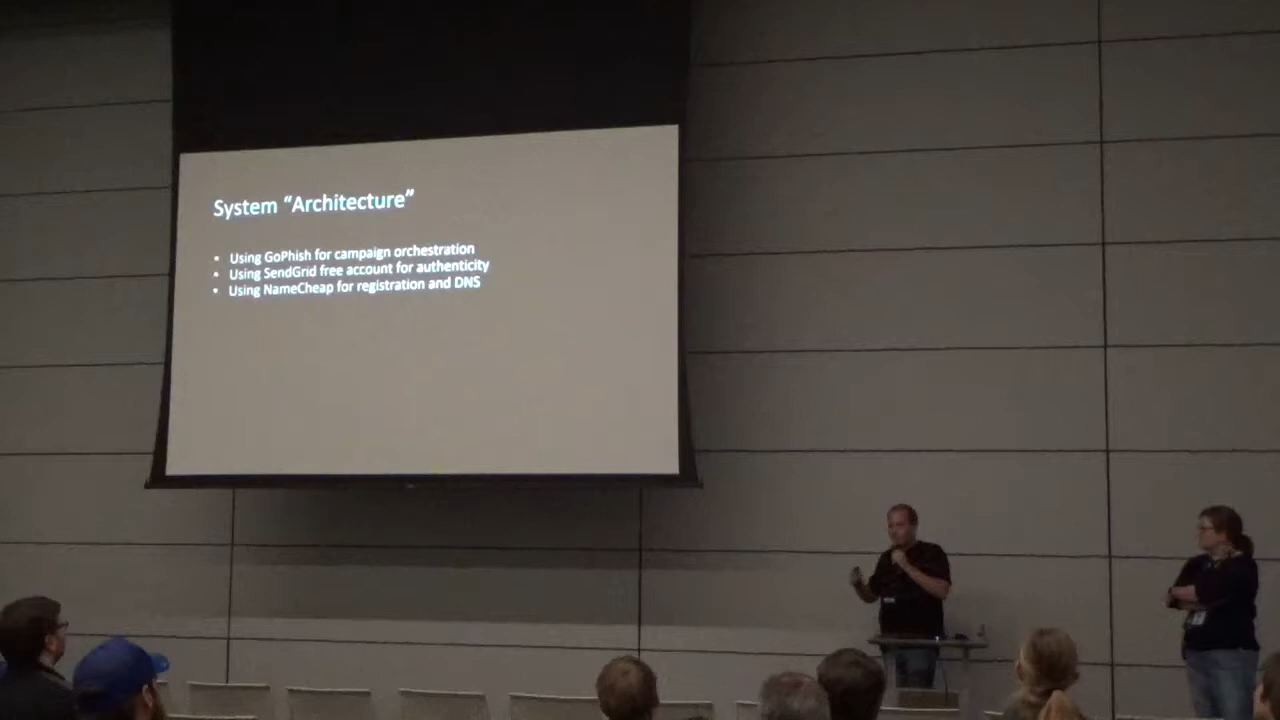 System “Architecture”
• Using GoPhish for campaign orchestration
• Using SendGrid free account for authenticity
• Using NameCheap for registration and DNS